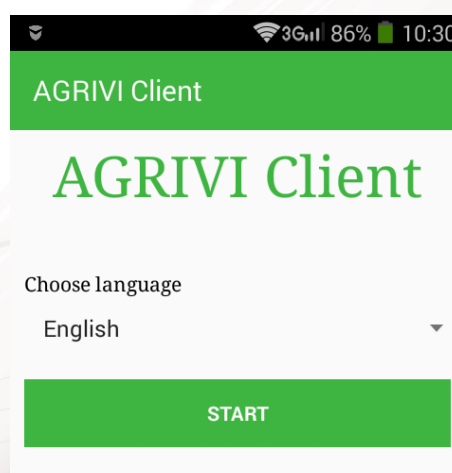 3G 86% 10:30
AGRIVI Client
AGRIVI Client
Choose language
English
START